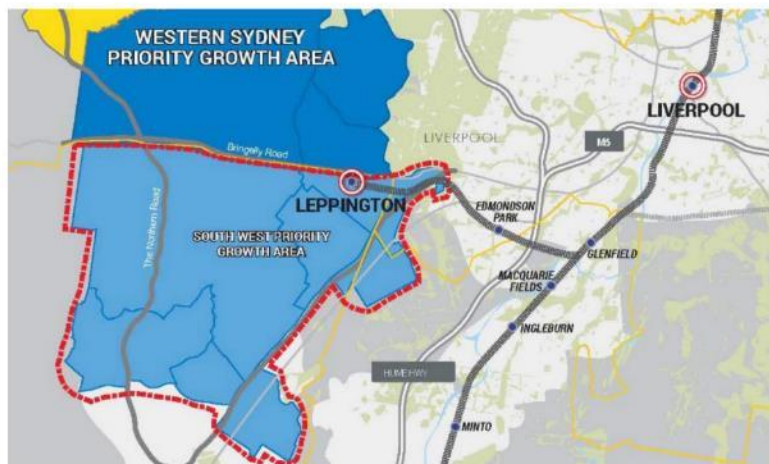 WESTERN SYDNEY
PRIORITY GROWTH AREA
LIVERPOOL
LIVERPOOL
M5
Bringelly Road
LEPPINGTON
EDMONDSON
PARK
The Northern Road
SOUTH WEST PRIORITY
GROWTH AREA
GLENFIELD
MACQUARIE
FIELDS
INGLEBURN
HUME HWY
MINTO